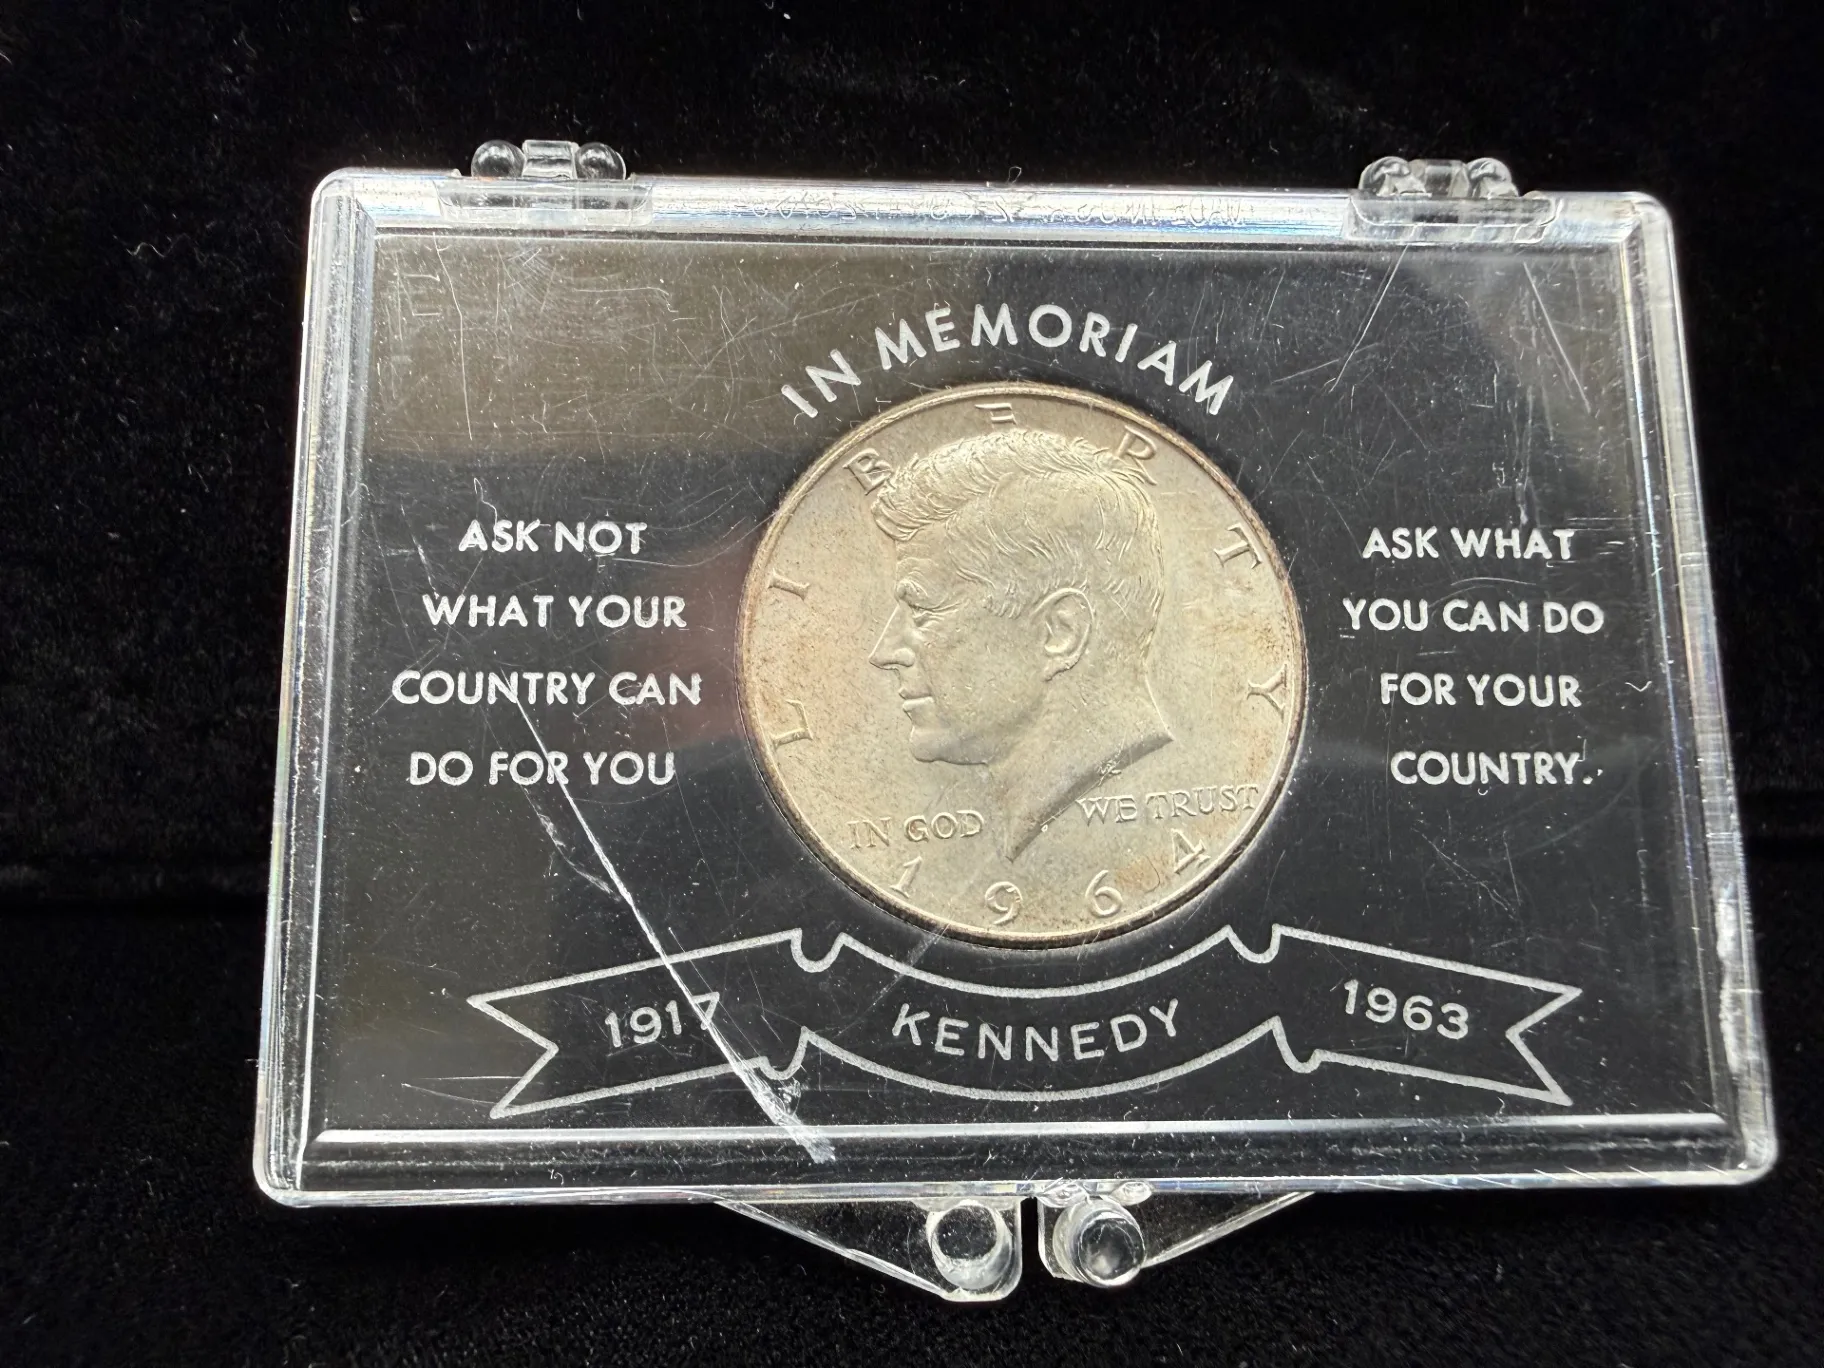 IN MEMORIAM
ASK NOT
WHAT YOUR
COUNTRY CAN
DO FOR YOU
LIBERTY
IN GOD WE TRUST
1964
ASK WHAT
YOU CAN DO
FOR YOUR
COUNTRY.
1917 KENNEDY 1963